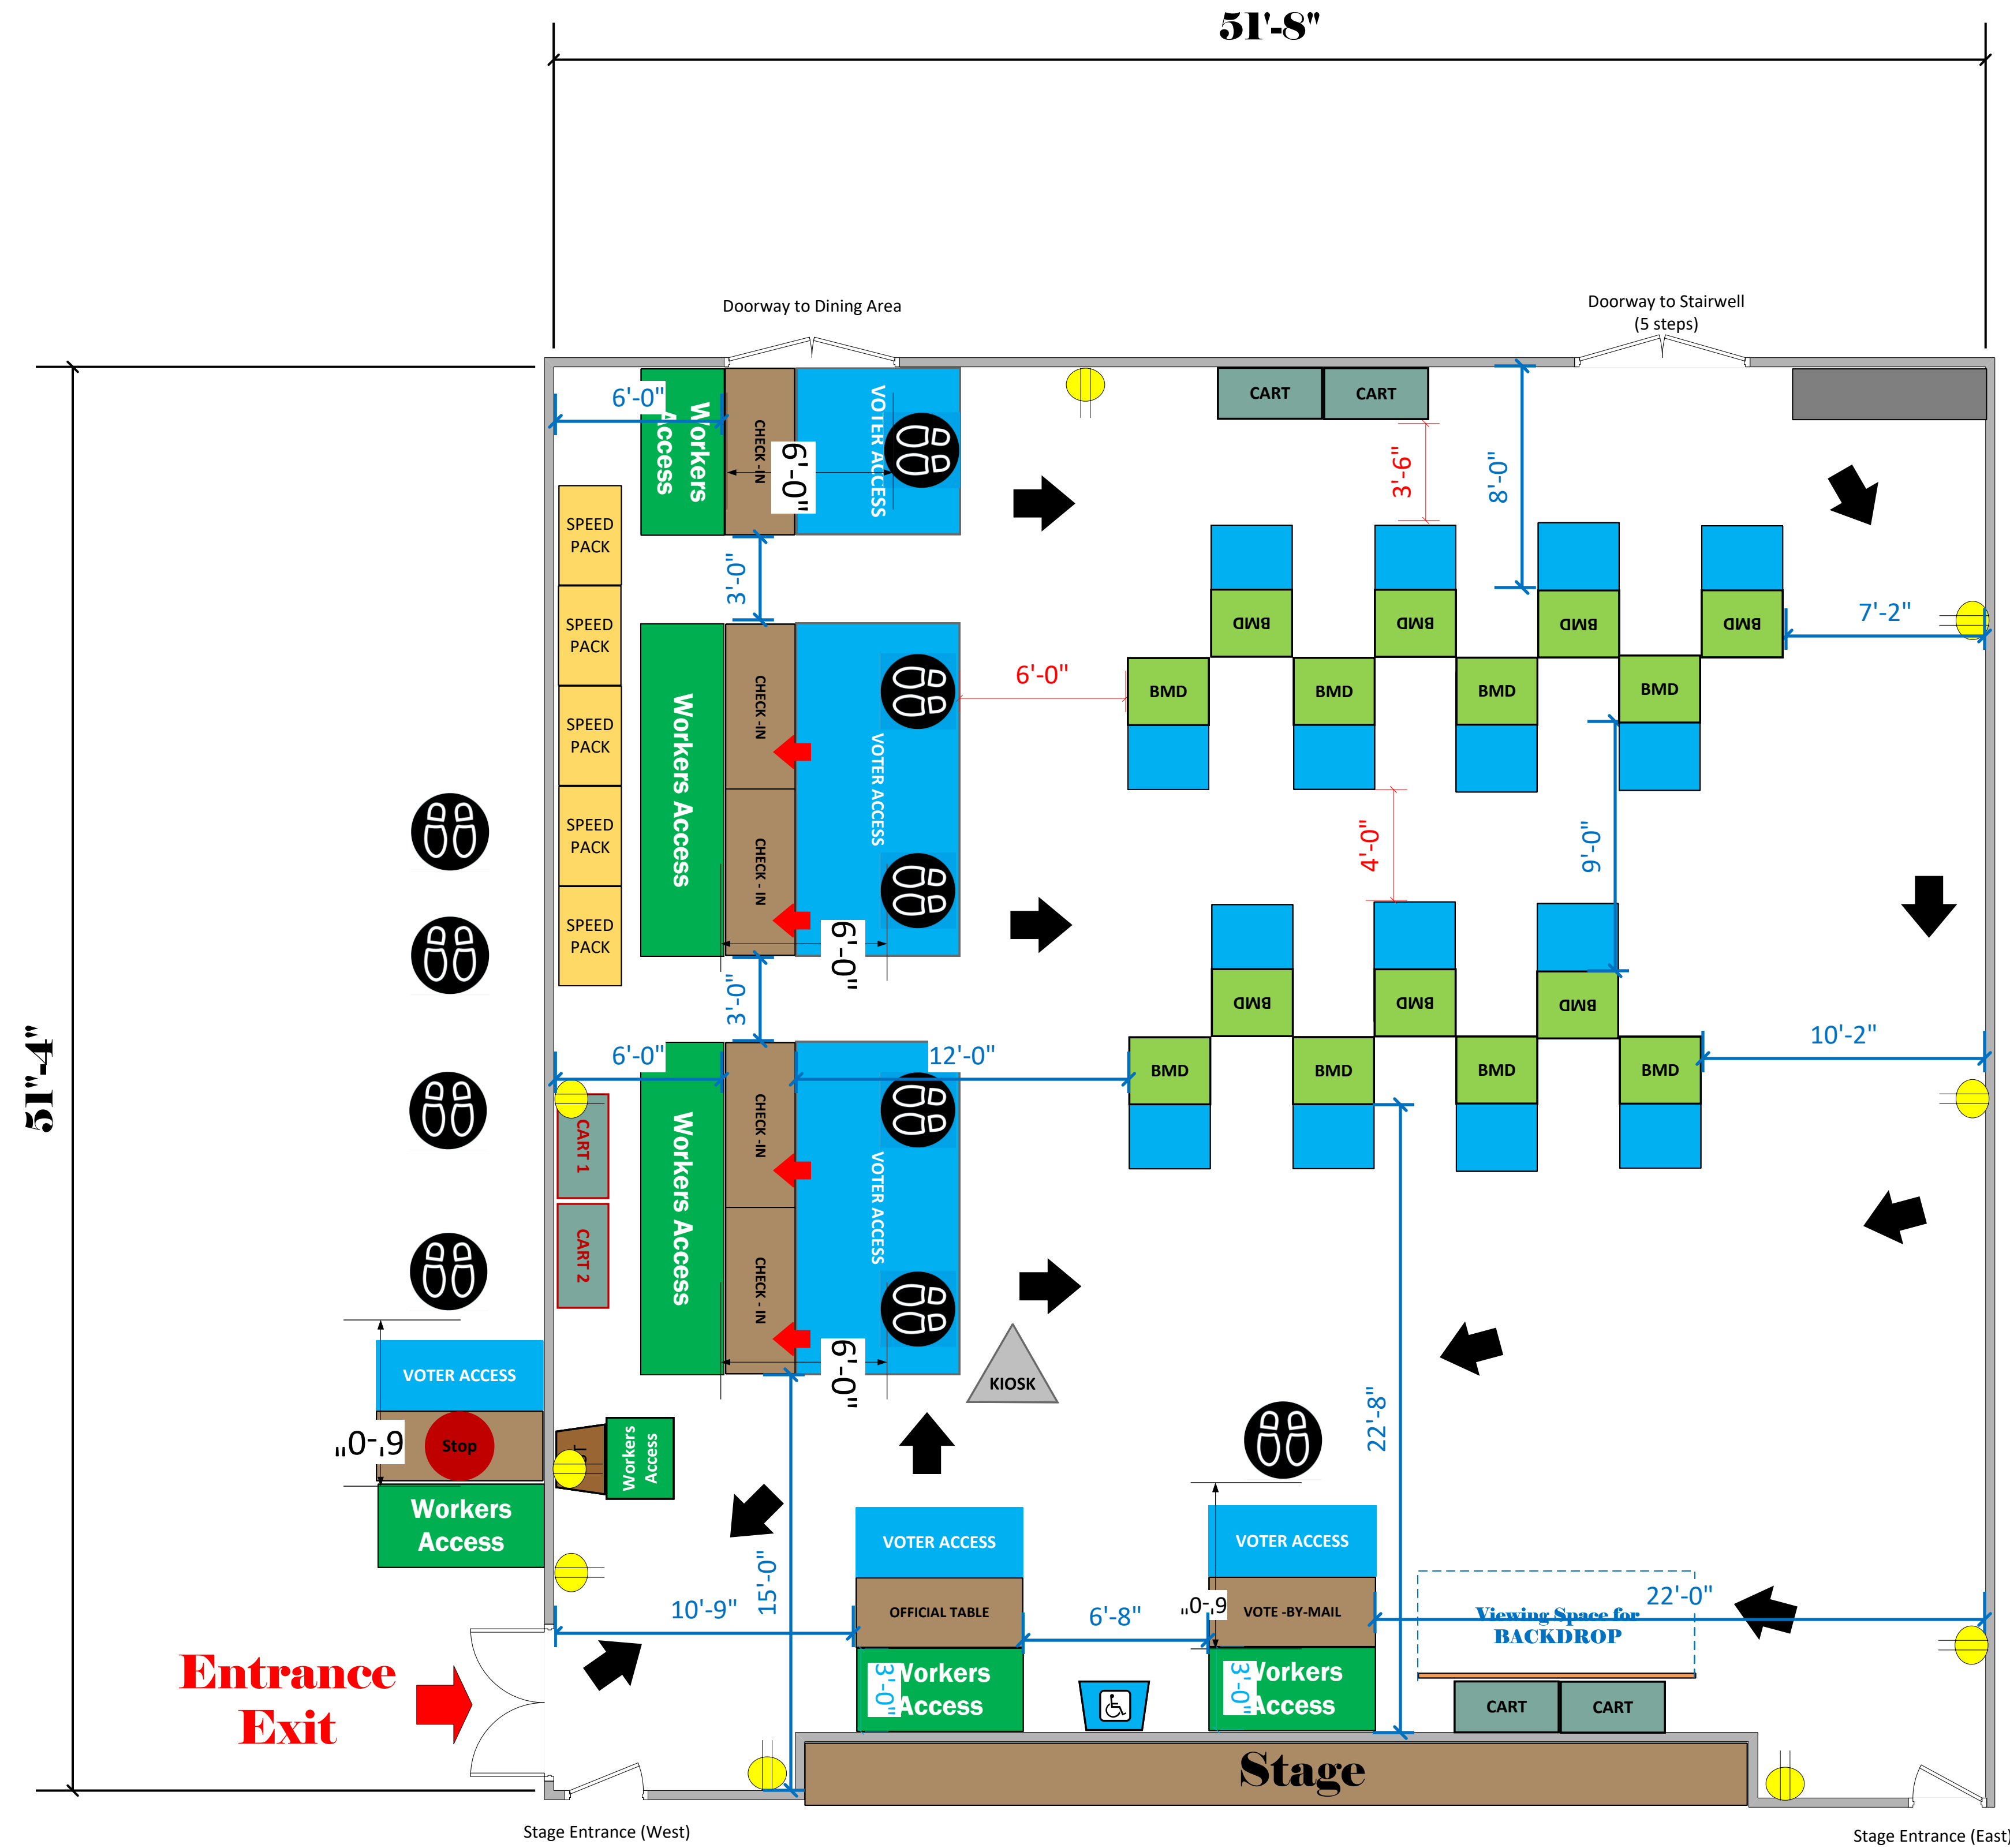 51'-8"
Doorway to Dining Area
Doorway to Stairwell
(5 steps)
6'-0"
Workers
Access
CHECK -IN
6'-0"
VOTER ACCESS
CART
CART
3'-6"
8'-0"
SPEED
PACK
3'-0"
BMD
BMD
BMD
BMD
7'-2"
SPEED
PACK
Workers Access
CHECK -IN
VOTER ACCESS
6'-0"
BMD
BMD
BMD
BMD
SPEED
PACK
SPEED
PACK
CHECK - IN
4'-0"
9'-0"
SPEED
PACK
6'-0"
3'-0"
BMD
BMD
BMD
51'-4"
6'-0"
12'-0"
BMD
BMD
BMD
BMD
10'-2"
CART 1
CART 2
Workers Access
CHECK -IN
CHECK - IN
VOTER ACCESS
6'-0"
KIOSK
22'-8"
VOTER ACCESS
6'-0"
Stop
Workers
Access
Workers
Access
15'-0"
VOTER ACCESS
VOTER ACCESS
10'-9"
OFFICIAL TABLE
6'-8"
6'-0"
VOTE -BY-MAIL
22'-0"
Viewing Space for
BACKDROP
3'-0"
Workers
Access
3'-0"
Workers
Access
CART
CART
Entrance
Exit
Stage
Stage Entrance (West)
Stage Entrance (East)